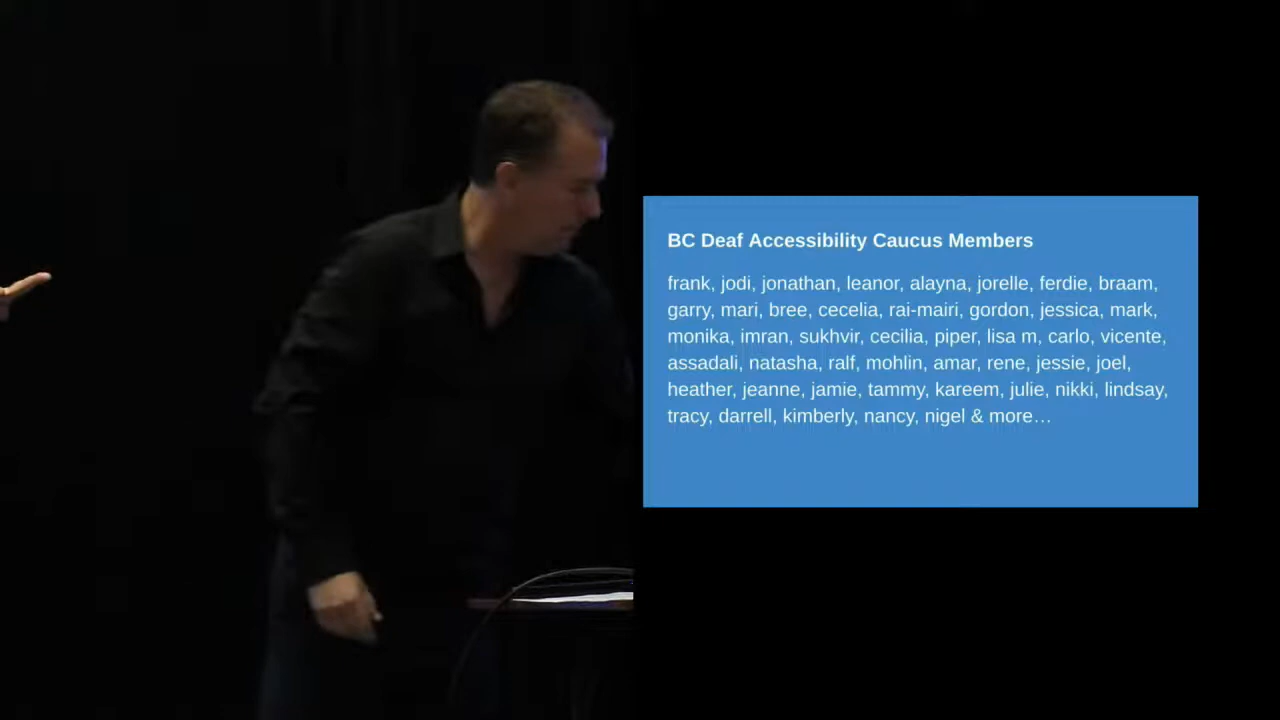 BC Deaf Accessibility Caucus Members
frank, jodi, jonathan, leanor, alayna, jorelle, ferdie, braam,
garry, mari, bree, cecelia, rai-mairi, gordon, jessica, mark,
monika, imran, sukhvir, cecilia, piper, lisa m, carlo, vicente,
assadali, natasha, ralf, mohlin, amar, rene, jessie, joel,
heather, jeanne, jamie, tammy, kareem, julie, nikki, lindsay,
tracy, darrell, kimberly, nancy, nigel & more…